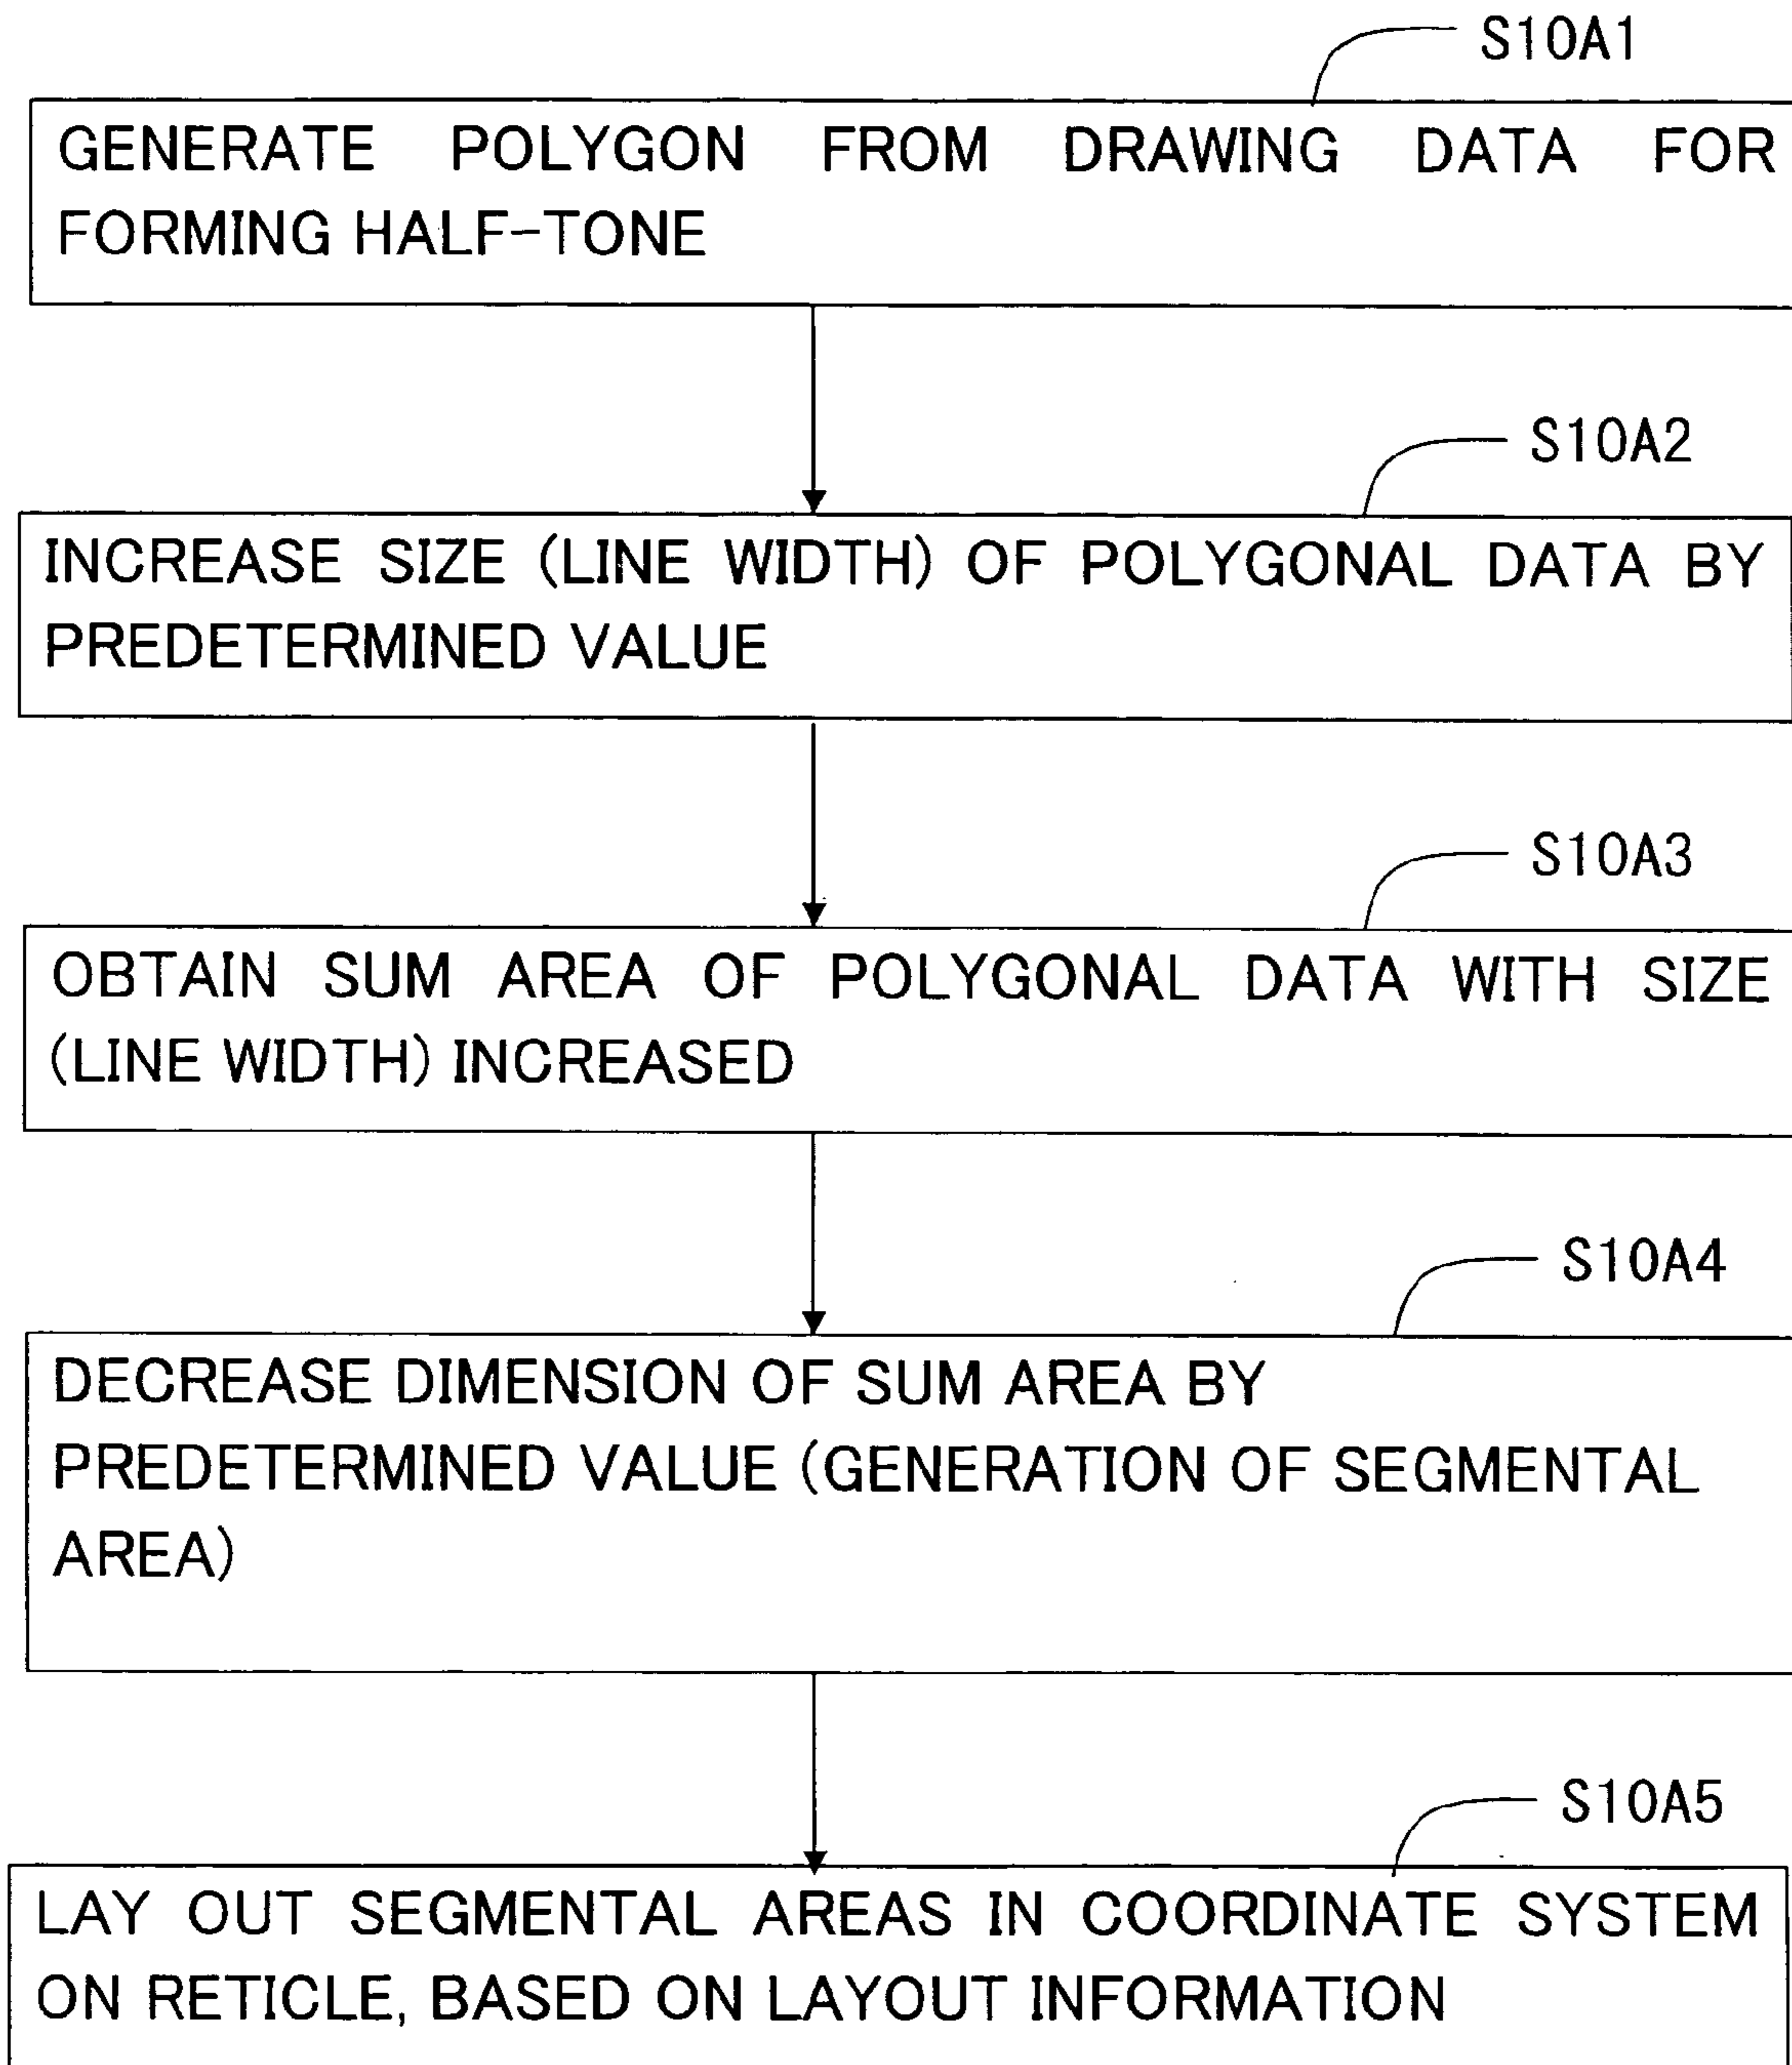 S10A1
GENERATE POLYGON FROM DRAWING DATA FOR
FORMING HALF-TONE
S10A2
INCREASE SIZE (LINE WIDTH) OF POLYGONAL DATA BY
PREDETERMINED VALUE
S10A3
OBTAIN SUM AREA OF POLYGONAL DATA WITH SIZE
(LINE WIDTH) INCREASED
S10A4
DECREASE DIMENSION OF SUM AREA BY
PREDETERMINED VALUE (GENERATION OF SEGMENTAL
AREA)
S10A5
LAY OUT SEGMENTAL AREAS IN COORDINATE SYSTEM
ON RETICLE, BASED ON LAYOUT INFORMATION